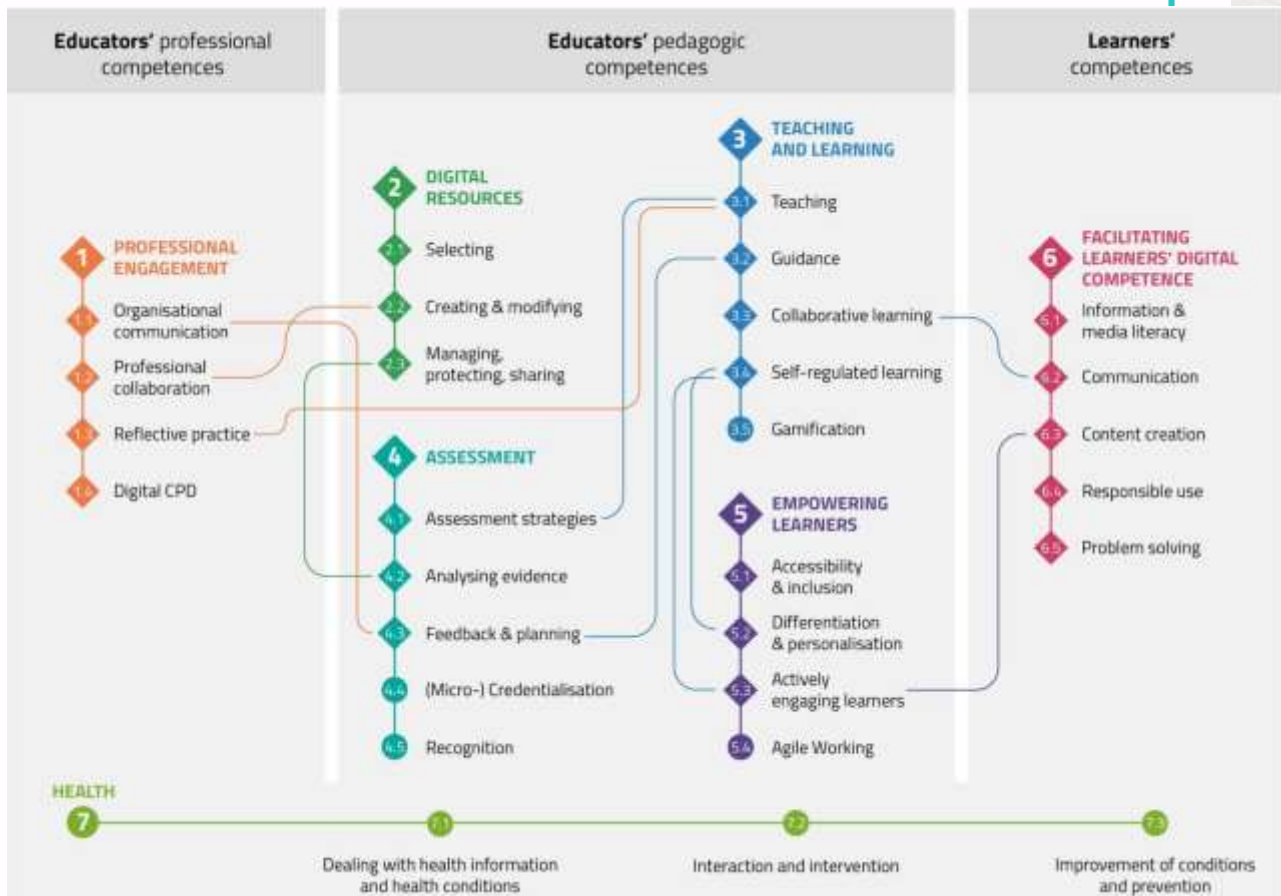 Educators' professional
competences
Educators' pedagogic
competences
Learners'
competences
1
PROFESSIONAL
ENGAGEMENT
1.1
Organisational
communication
1.2
Professional
collaboration
1.3
Reflective practice
1.4
Digital CPD
2
DIGITAL
RESOURCES
2.1
Selecting
2.2
Creating & modifying
2.3
Managing,
protecting, sharing
4
ASSESSMENT
4.1
Assessment strategies
4.2
Analysing evidence
4.3
Feedback & planning
4.4
(Micro-) Credentialisation
4.5
Recognition
3
TEACHING
AND LEARNING
3.1
Teaching
3.2
Guidance
3.3
Collaborative learning
3.4
Self-regulated learning
3.5
Gamification
5
EMPOWERING
LEARNERS
5.1
Accessibility
& inclusion
5.2
Differentiation
& personalisation
5.3
Actively
engaging learners
5.4
Agile Working
6
FACILITATING
LEARNERS' DIGITAL
COMPETENCE
Information &
media literacy
6.2
Communication
6.3
Content creation
6.4
Responsible use
6.5
Problem solving
HEALTH
7
7.1
Dealing with health information
and health conditions
7.2
Interaction and intervention
7.3
Improvement of conditions
and prevention